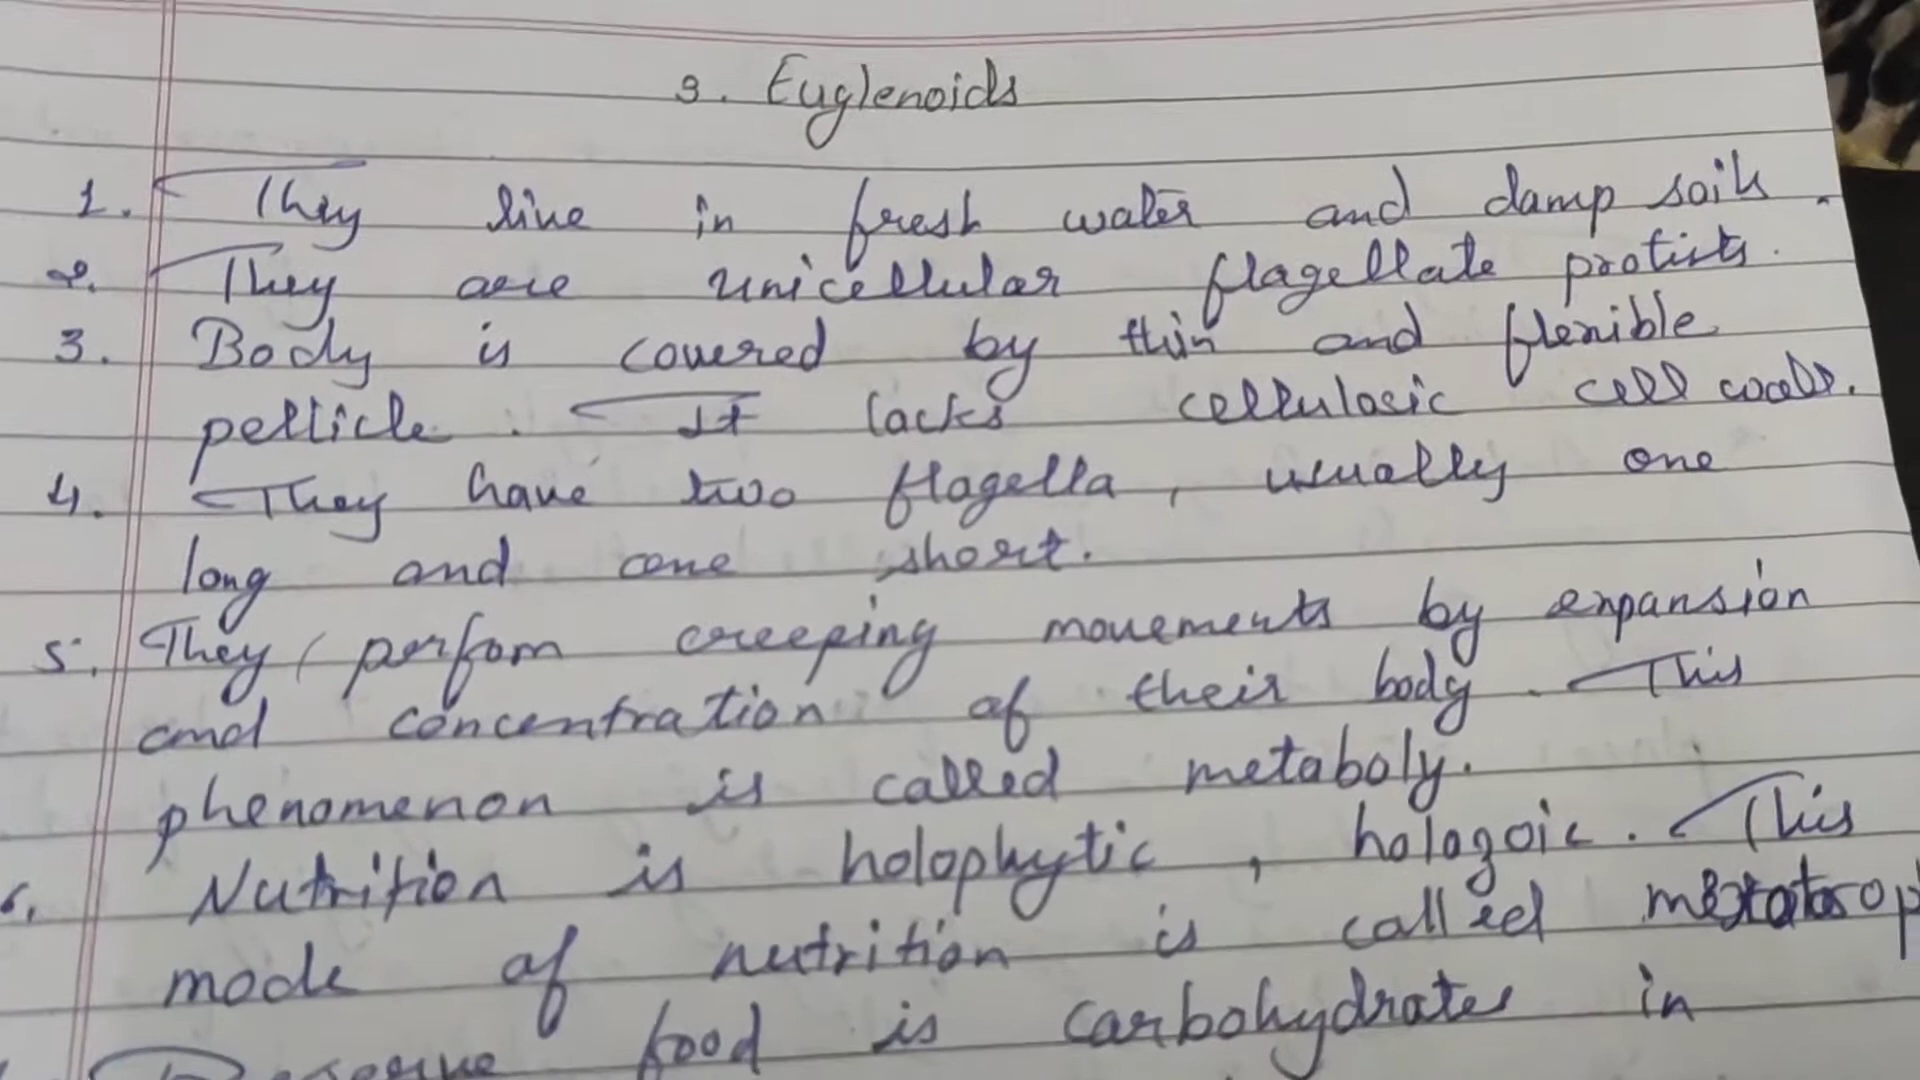 3. Euglenoids
1. They live in fresh water and damp soils.
2. They are unicellular flagellate protists.
3. Body is covered by thin and flexible
pellicle. It lacks cellulosic cell walls.
4. They have two flagella, usually one
long and one short.
5. They perfom creeping movements by expansion
and concentration of their body. This
phenomenon is called metaboly.
6. Nutrition is holophytic, holozoic. This
mode of nutrition is called
Reserve food is carbohydrates in